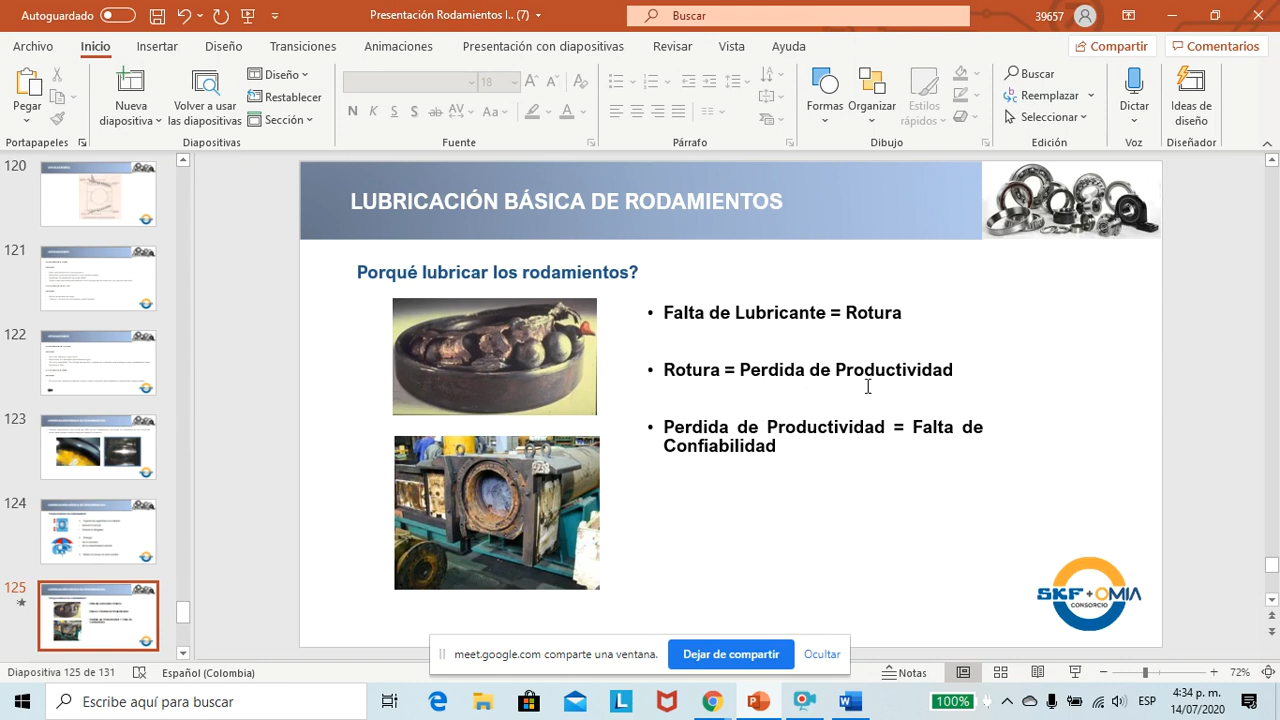 Autoguardado
Presentación Rodamientos I.. (7)
Buscar
39657
Archivo
Inicio
Insertar
Diseño
Transiciones
Animaciones
Presentación con diapositivas
Revisar
Vista
Ayuda
Compartir
Comentarios
Pegar
Nueva
diapositiva
Volver a usar
las diapositivas
Diseño
Restablecer
Sección
18
N K S S ab AV Aa A
Formas
Organizar
Estilos
rápidos
Buscar
Reemplazar
Seleccionar
Dictar
Ideas de
diseño
Portapapeles
Diapositivas
Fuente
Párrafo
Dibujo
Edición
Voz
Diseñador
120
121
122
123
124
125
LUBRICACIÓN BÁSICA DE RODAMIENTOS
Porqué lubricar los rodamientos?
• Falta de Lubricante = Rotura
• Rotura = Perdida de Productividad
• Perdida de Productividad = Falta de
Confiabilidad
SKF + OMIA
CONSORCIO
meet.google.com comparte una ventana.
Dejar de compartir
Ocultar
Diapositiva 125 de 131
Español (Colombia)
Notas
72%
Escribe aquí para buscar
100%
ESP
4:34 p. m.
14/07/2020